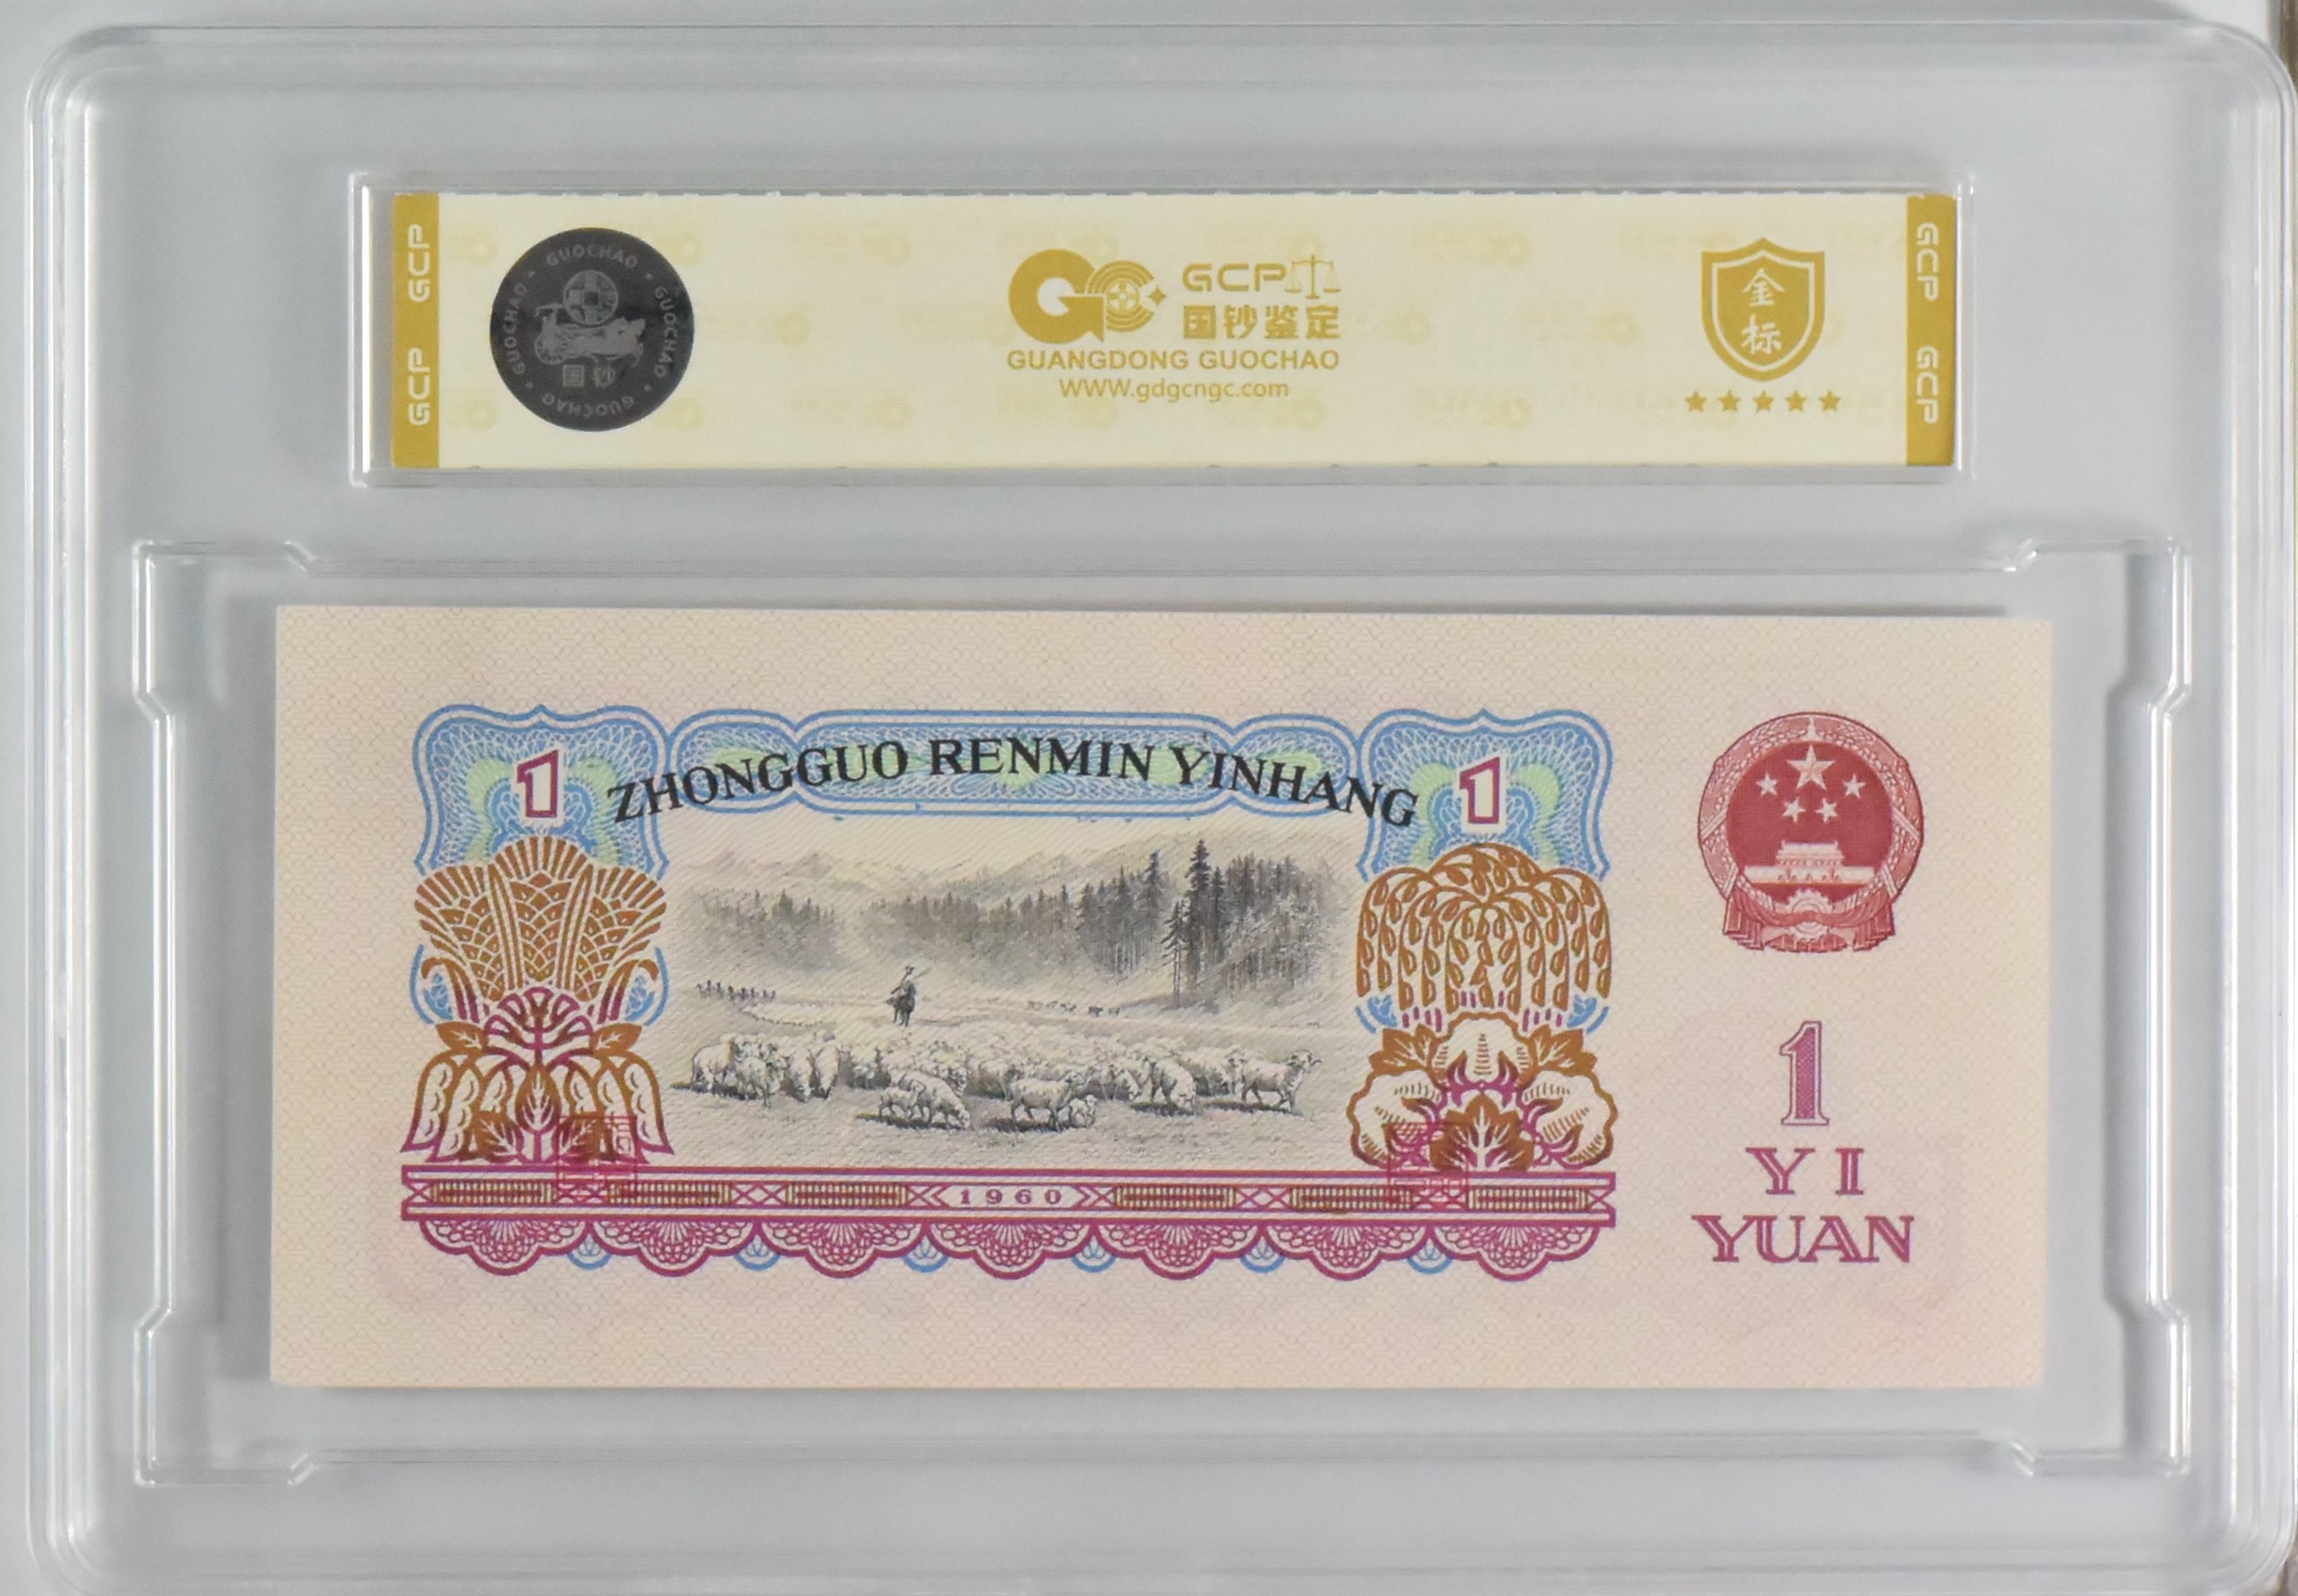 GCP GCP
GUOCHAO · GUOCHAO · GUOCHAO · GUOCHAO
国钞
GCP
国钞鉴定
GUANGDONG GUOCHAO
WWW.gdgcngc.com
金
标
GCP GCP
1
ZHONGGUO RENMIN YINHANG
1
1960
1
YI
YUAN